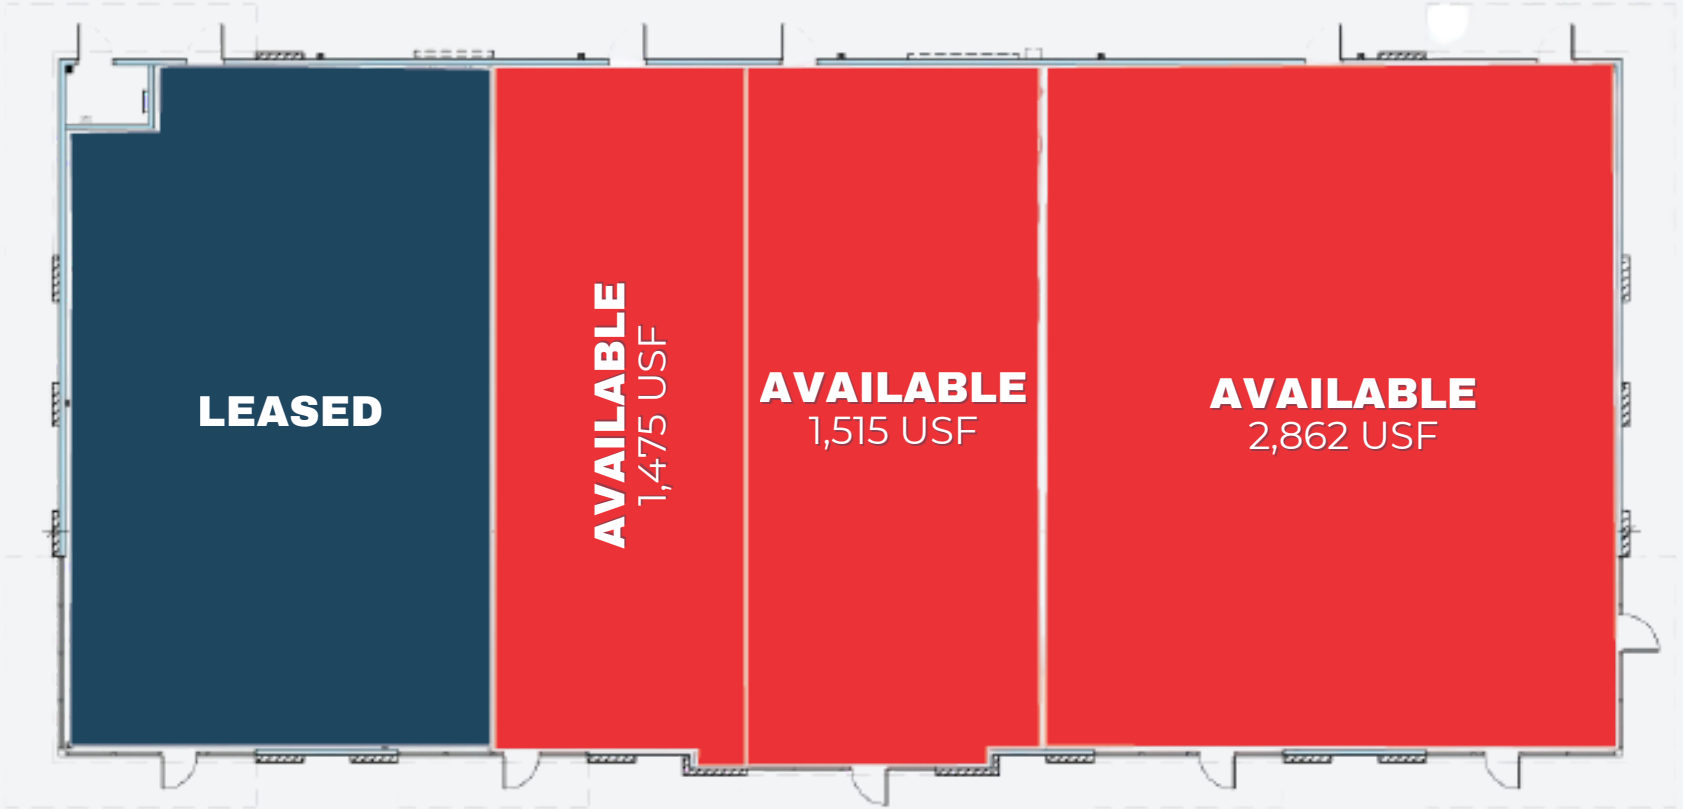 LEASED
AVAILABLE
1,475 USF
AVAILABLE
1,515 USF
AVAILABLE
2,862 USF